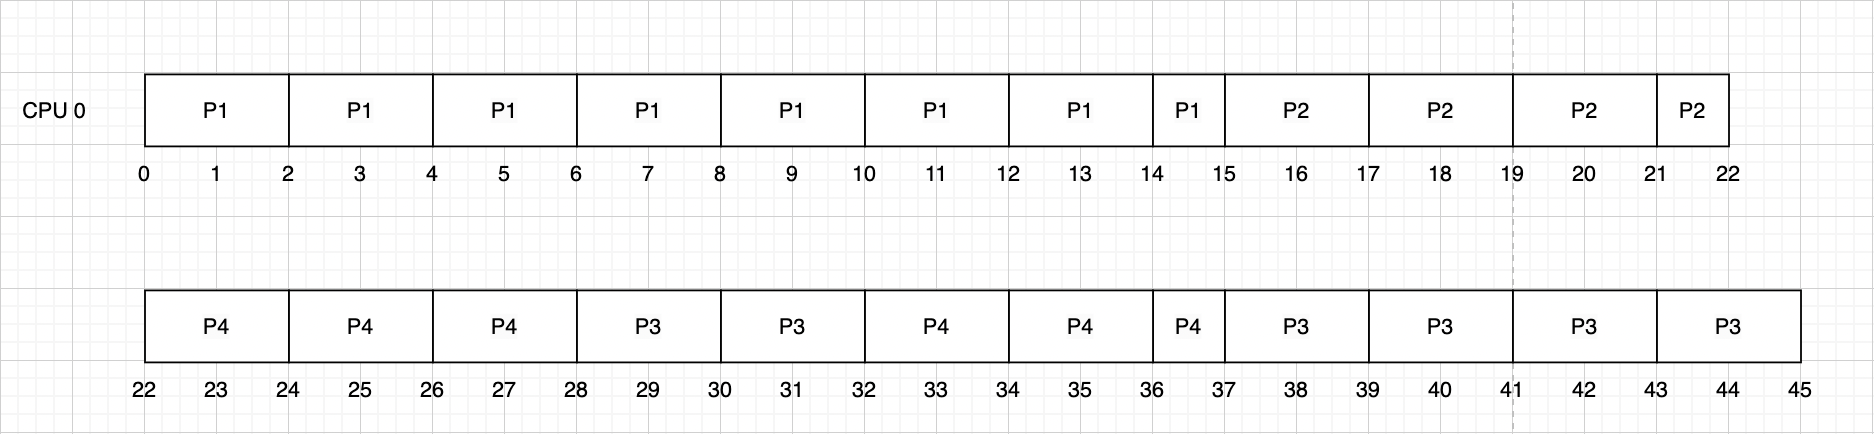 CPU 0 P1 P1 P1 P1 P1 P1 P1 P1 P2 P2 P2 P2
0 1 2 3 4 5 6 7 8 9 10 11 12 13 14 15 16 17 18 19 20 21 22
P4 P4 P4 P3 P3 P4 P4 P4 P3 P3 P3 P3
22 23 24 25 26 27 28 29 30 31 32 33 34 35 36 37 38 39 40 41 42 43 44 45